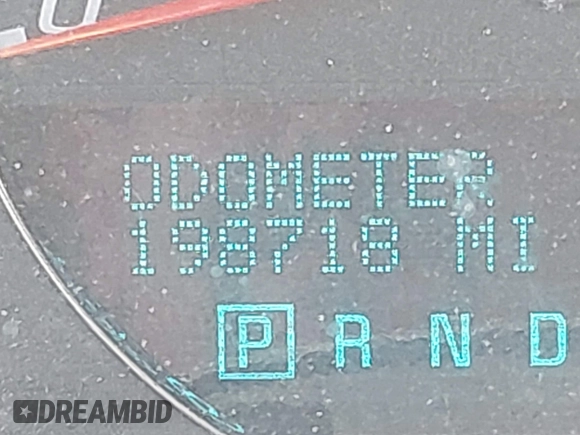 ODOMETER
198718 MI
P R N D
DREAMBID